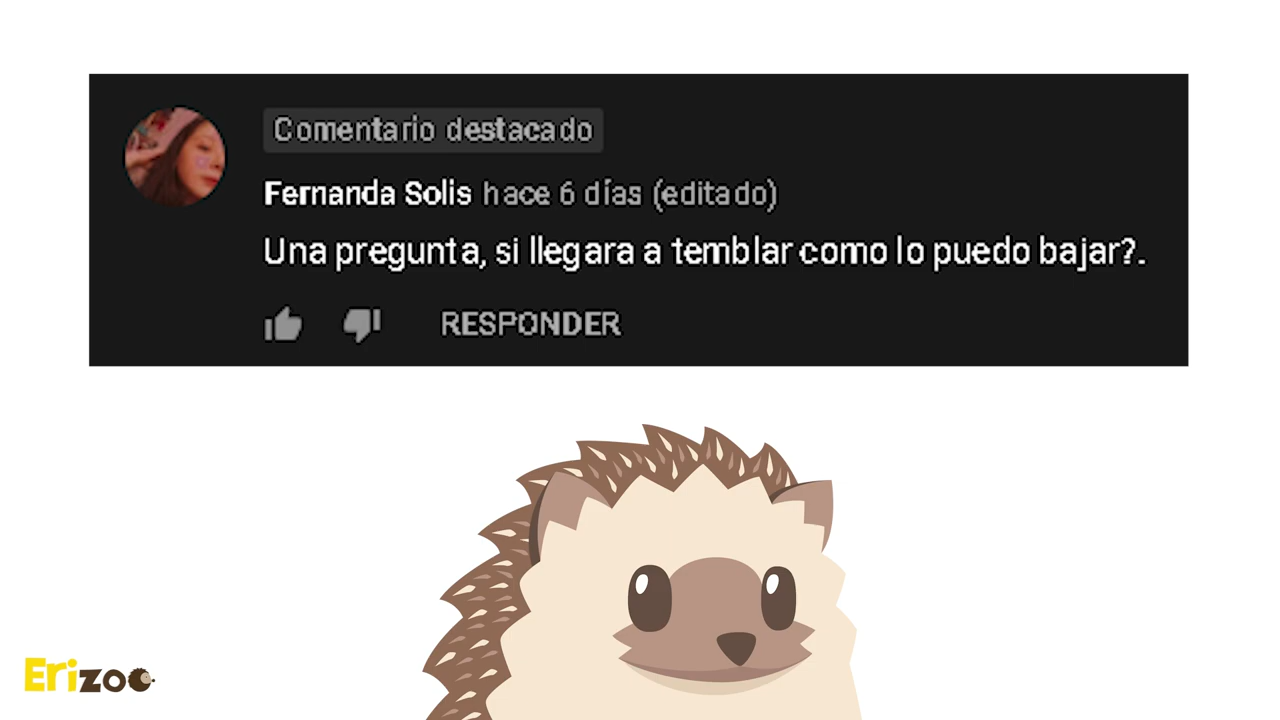 Comentario destacado
Fernanda Solis hace 6 días (editado)
Una pregunta, si llegara a temblar como lo puedo bajar?.
RESPONDER
Erizoo